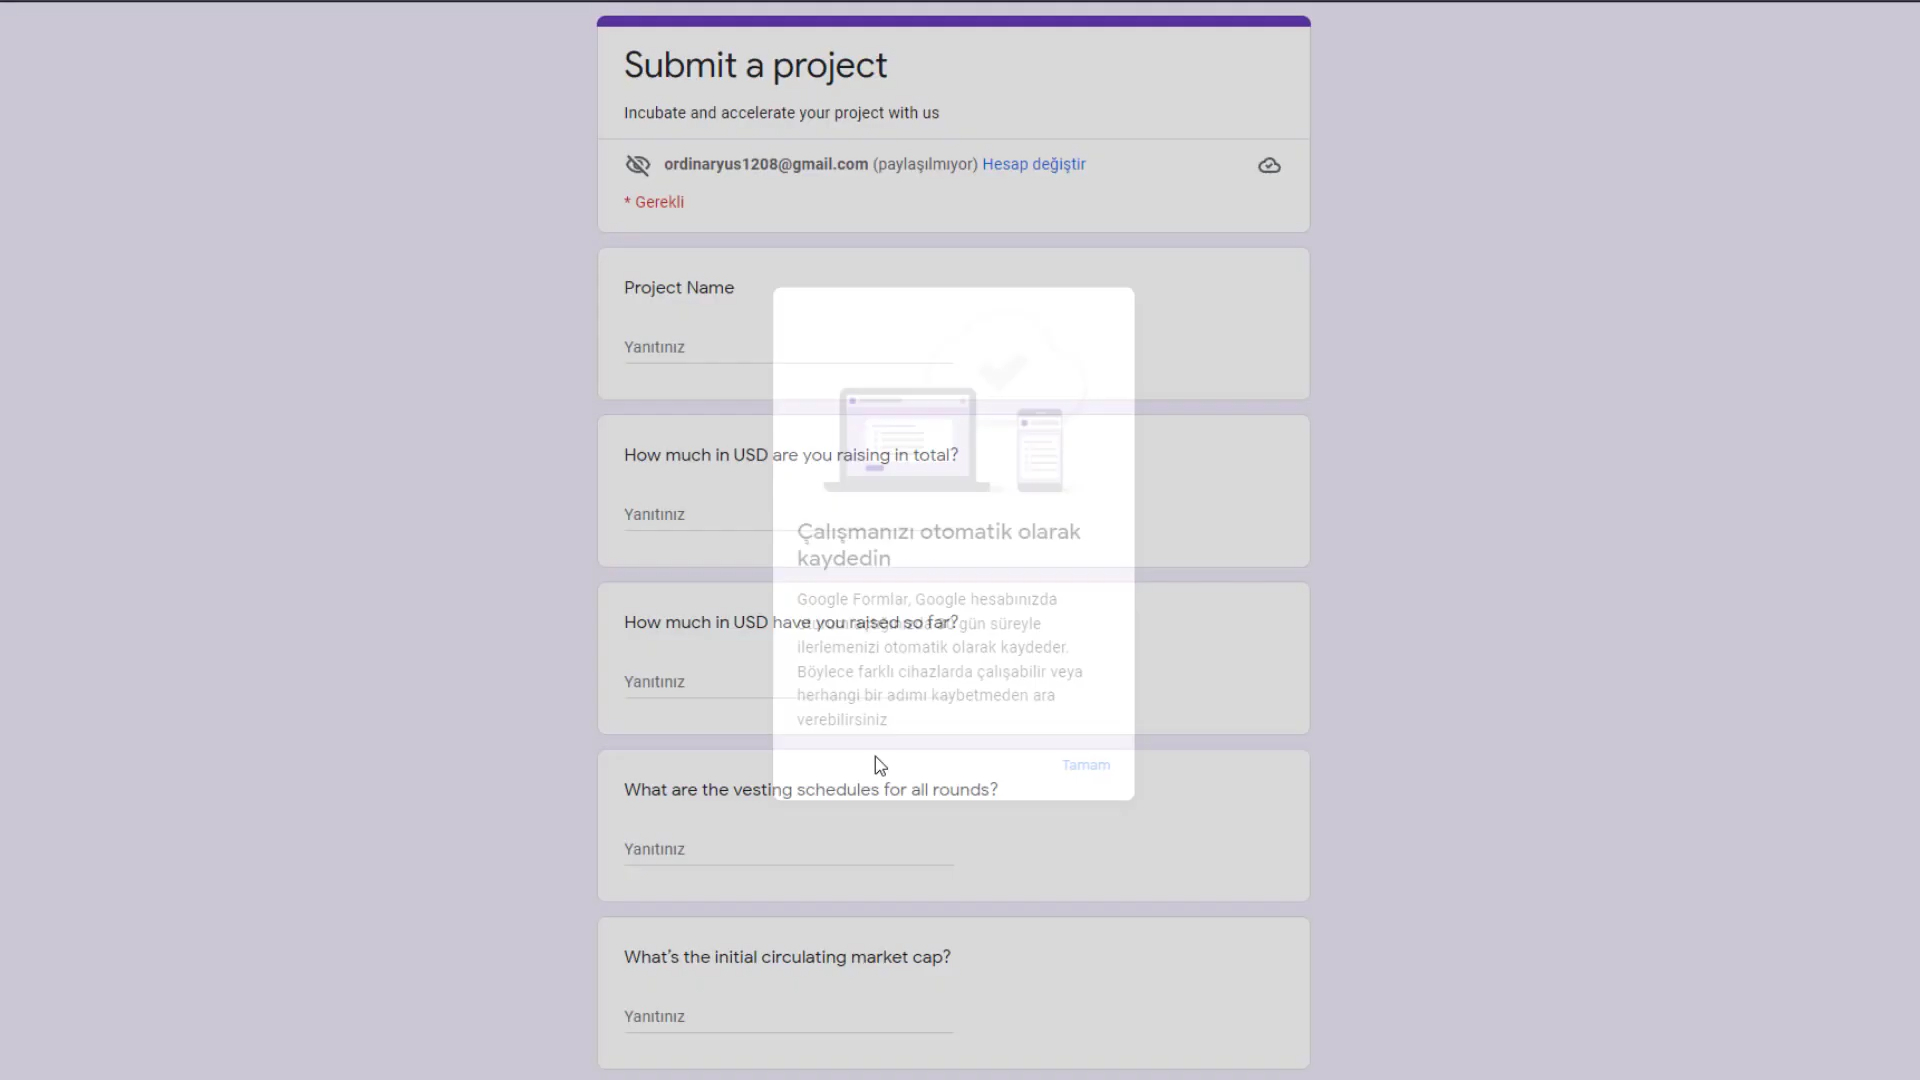 Submit a project
Incubate and accelerate your project with us
ordinaryus1208@gmail.com (paylaşılmıyor) Hesap değiştir
* Gerekli
Project Name
Yanıtınız
How much in USD are you raising in total?
Yanıtınız
How much in USD have you raised so far?
Yanıtınız
What are the vesting schedules for all rounds?
Yanıtınız
What's the initial circulating market cap?
Yanıtınız
Çalışmanızı otomatik olarak
kaydedin
Google Formlar, Google hesabınızda
gün süreyle
ilerlemenizi otomatik olarak kaydeder.
Böylece farklı cihazlarda çalışabilir veya
herhangi bir adımı kaybetmeden ara
verebilirsiniz
Tamam